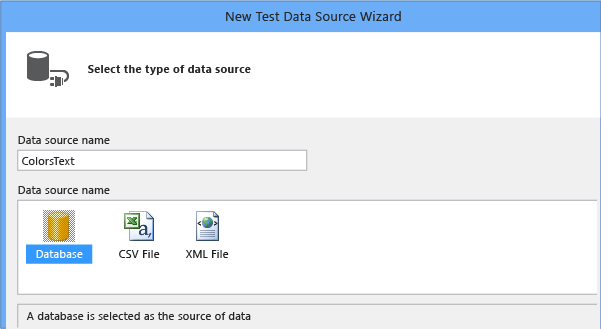 New Test Data Source Wizard
Select the type of data source
Data source name
ColorsText
Data source name
Database
CSV File
XML File
A database is selected as the source of data